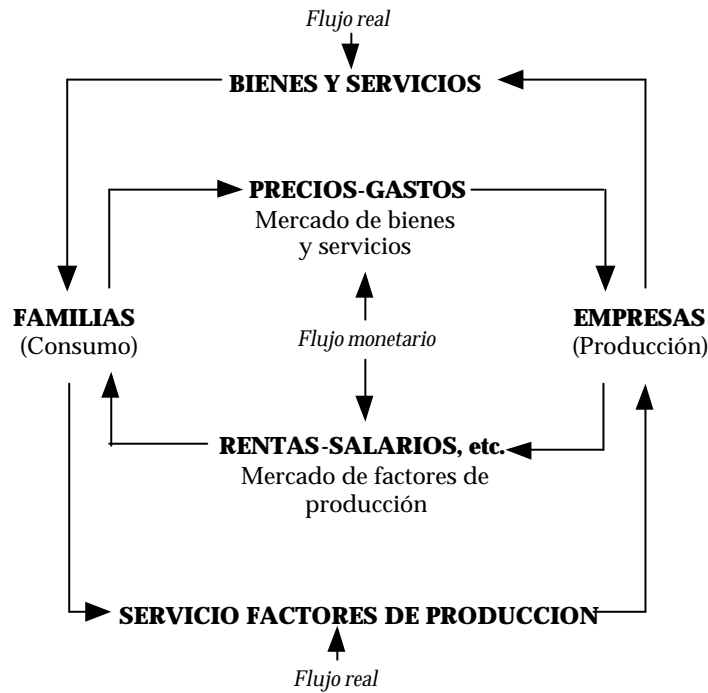 Flujo real
BIENES Y SERVICIOS
PRECIOS-GASTOS
Mercado de bienes
y servicios
FAMILIAS
(Consumo)
Flujo monetario
EMPRESAS
(Producción)
RENTAS-SALARIOS, etc.
Mercado de factores de
producción
SERVICIO FACTORES DE PRODUCCION
Flujo real